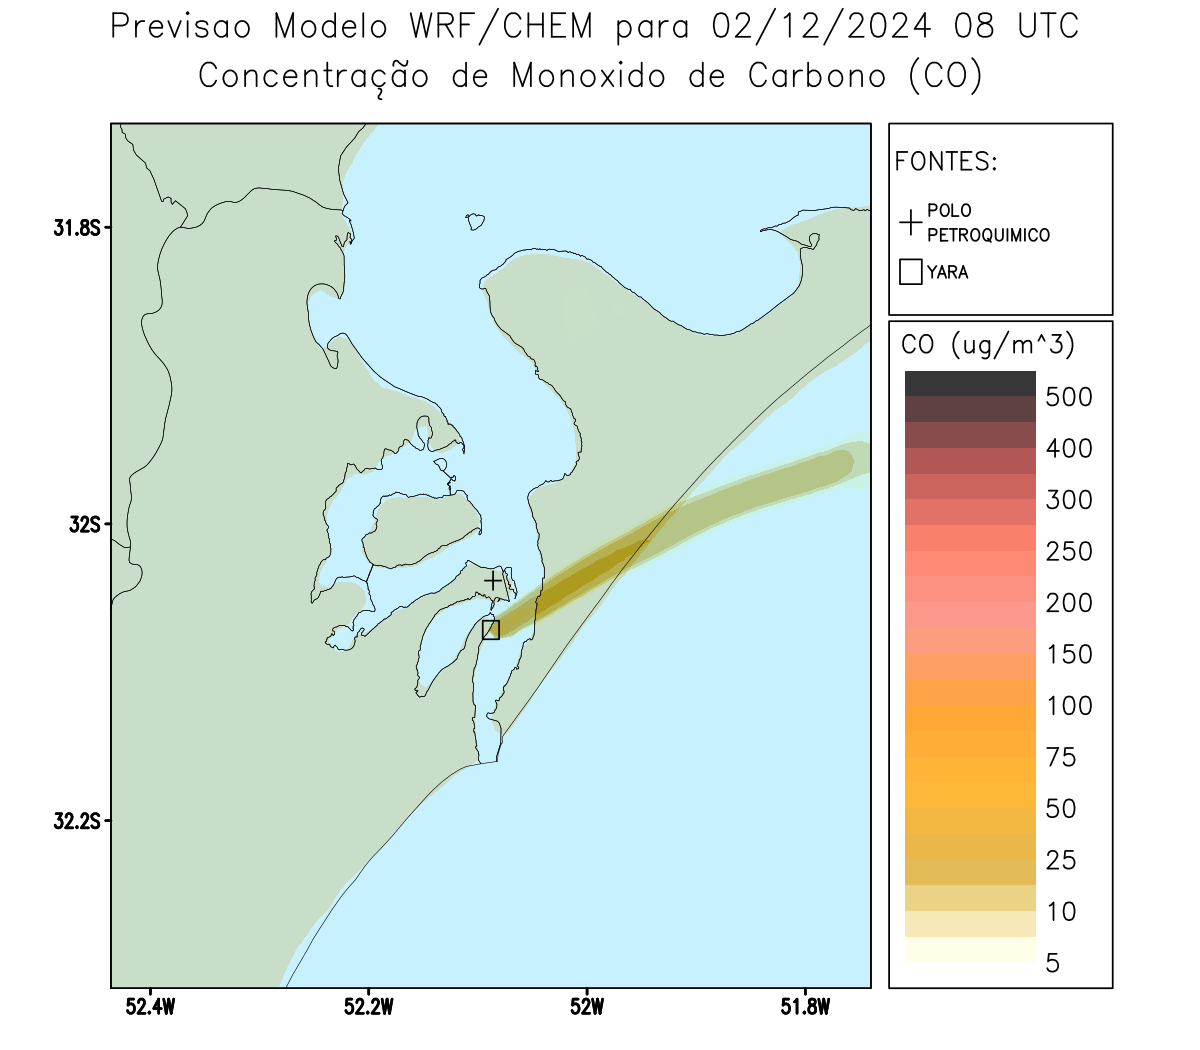 Previsao Modelo WRF/CHEM para 02/12/2024 08 UTC
Concentração de Monoxido de Carbono (CO)
FONTES:
POLO
PETROQUIMICO
YARA
CO (ug/m^3)
500
400
300
250
200
150
100
75
50
25
10
5
31.8S
32S
32.2S
52.4W
52.2W
52W
51.8W